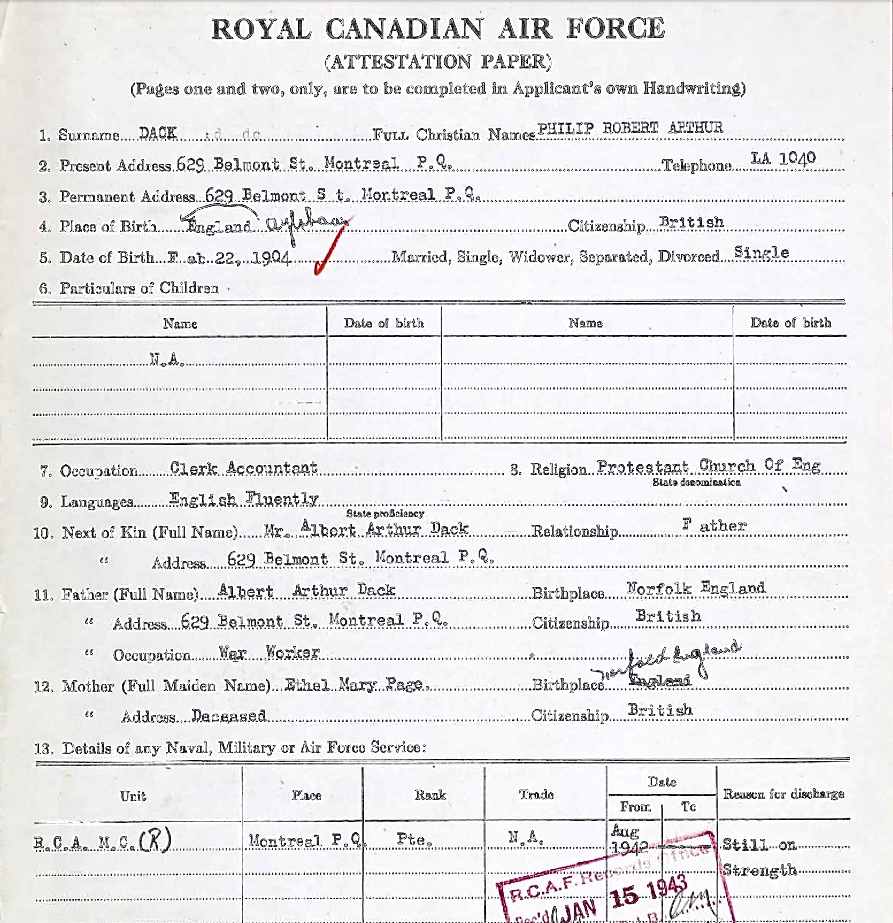 ROYAL CANADIAN AIR FORCE
(ATTESTATION PAPER)
(Pages one and two, only, are to be completed in Applicant's own Handwriting)
1. Surname DACK Full Christian Names PHILIP ROBERT ARTHUR
2. Present Address 629 Belmont St. Montreal P.Q. Telephone LA 1040
3. Permanent Address 629 Belmont S t. Montreal P.Q.
4. Place of Birth England Citizenship British
5. Date of Birth F eb 22, 1904 Married, Single, Widower, Separated, Divorced Single
6. Particulars of Children
Name Date of birth Name Date of birth
N.A.
7. Occupation Clerk Accountant 8. Religion Protestant Church Of Eng
State denomination
9. Languages English Fluently
State proficiency
10. Next of Kin (Full Name) Mr. Albert Arthur Dack Relationship F ather
" Address 629 Belmont St. Montreal P.Q.
11. Father (Full Name) Albert Arthur Dack Birthplace Norfolk England
" Address 629 Belmont St. Montreal P.Q. Citizenship British
" Occupation War Worker
Norfolk England
12. Mother (Full Maiden Name) Ethel Mary Page. Birthplace England
" Address Deceased Citizenship British
13. Details of any Naval, Military or Air Force Service:
Unit Place Rank Trade Date Reason for discharge
From To
R.C.A. M.C. (R) Montreal P.Q Pte. N.A. Aug 1942 Still on
Strength
R.C.A.F. Records Office
Rec'd JAN 15 1943